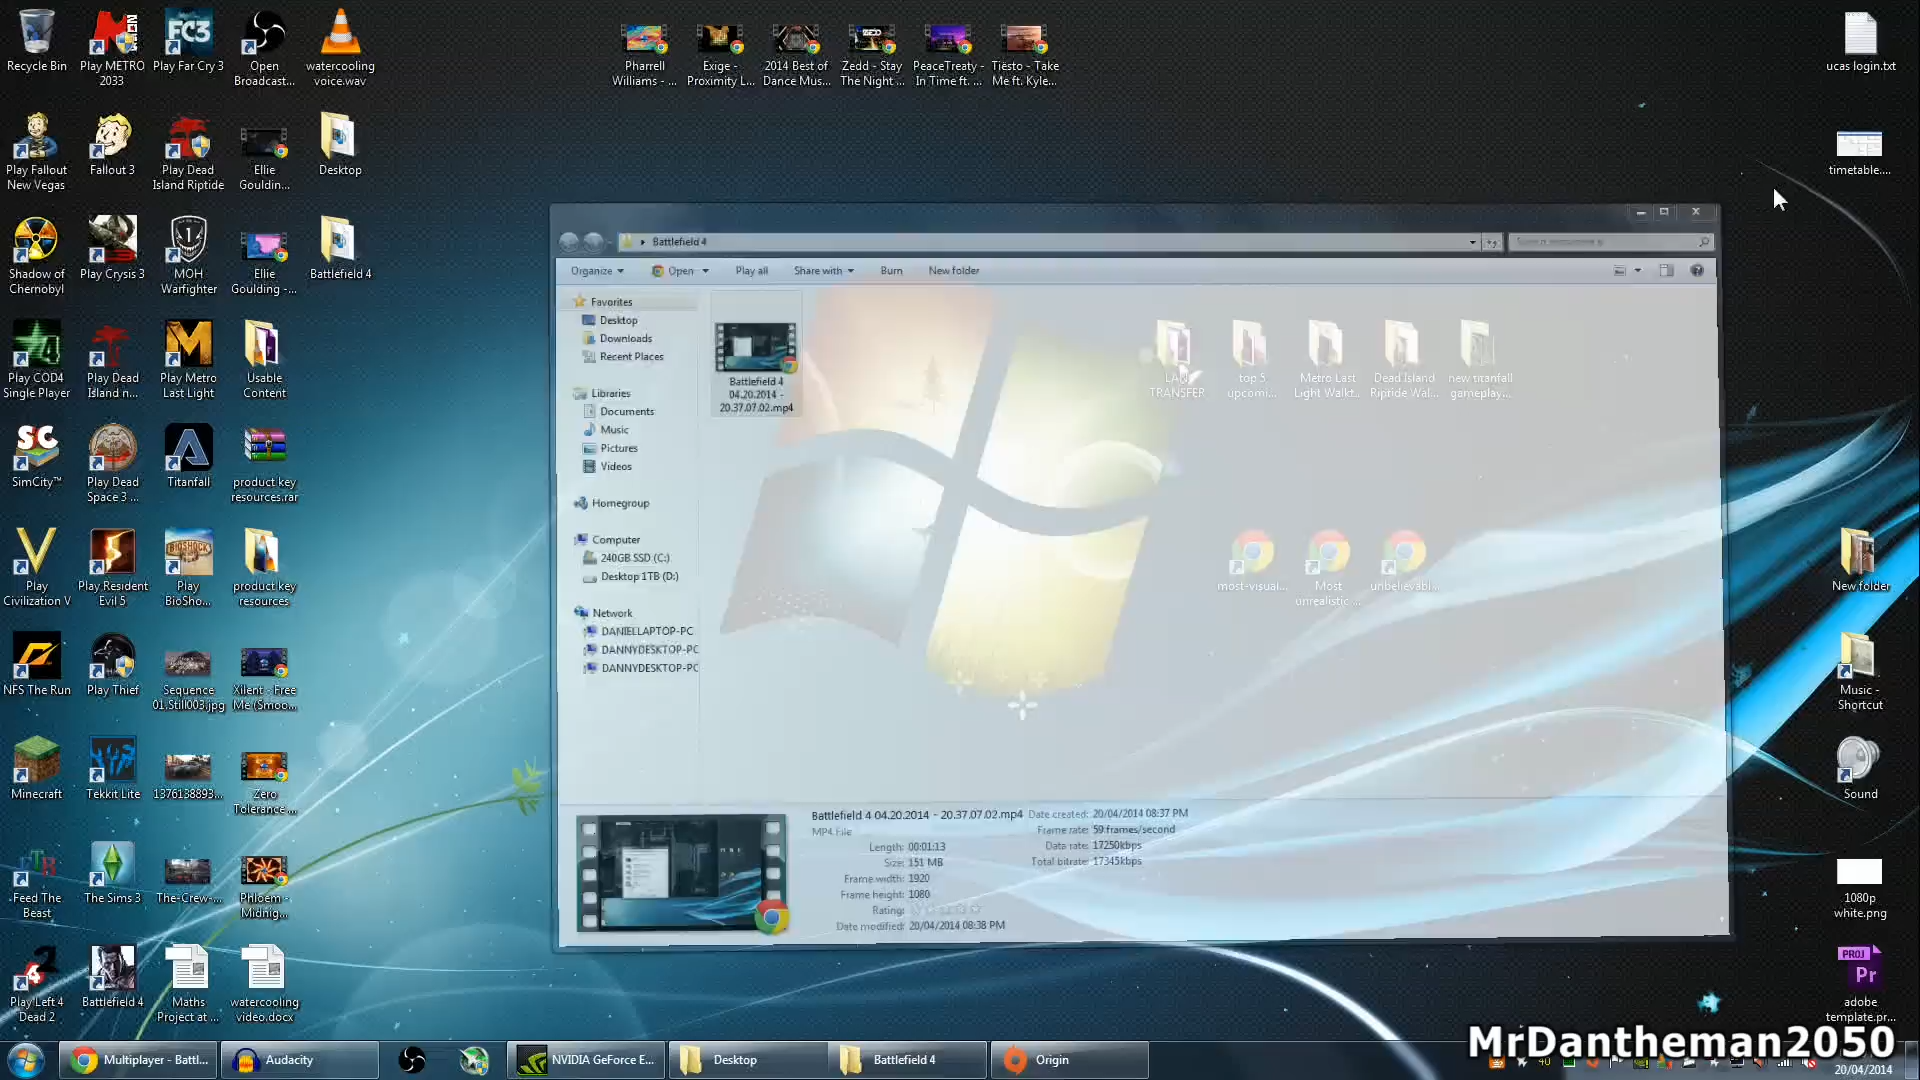 Recycle Bin
Play METRO
2033
Play Far Cry 3
Open
Broadcast...
watercooling
voice.wav
Pharrell
Williams - ...
Exige -
Proximity L...
2014 Best of
Dance Mus...
Zedd - Stay
The Night ...
PeaceTreaty -
In Time ft. ...
Tiësto - Take
Me ft. Kyle...
ucas login.txt
Play Fallout
New Vegas
Fallout 3
Play Dead
Island Riptide
Ellie
Gouldin...
Desktop
timetable....
Shadow of
Chernobyl
Play Crysis 3
MOH
Warfighter
Ellie
Goulding -...
Battlefield 4
Play COD4
Single Player
Play Dead
Island n...
Play Metro
Last Light
Usable
Content
SimCity™
Play Dead
Space 3 ...
Titanfall
product key
resources.rar
Play
Civilization V
Play Resident
Evil 5
Play
BioSho...
product key
resources
NFS The Run
Play Thief
Sequence
01.Still003.jpg
Xilent - Free
Me (Smoo...
Minecraft
Tekkit Lite
1376138893...
Zero
Tolerance...
Feed The
Beast
The Sims 3
The-Crew-...
Phloem -
Midnig...
Play Left 4
Dead 2
Battlefield 4
Maths
Project at ...
watercooling
video.docx
Battlefield 4
Organize
Open
Play all
Share with
Burn
New folder
Favorites
Desktop
Downloads
Recent Places
Libraries
Documents
Music
Pictures
Videos
Homegroup
Computer
240GB SSD (C:)
Desktop 1TB (D:)
Network
DANIELLAPTOP-PC
DANNYDESKTOP-PC
DANNYDESKTOP-PC
Battlefield 4
04.20.2014 -
20.37.07.02.mp4
LAN
TRANSFER
top 5
upcomi...
Metro Last
Light Walkt...
Dead Island
Riptide Wal...
new titanfall
gameplay...
most-visual...
Most
unrealistic ...
unbelievabl...
Battlefield 4 04.20.2014 - 20.37.07.02.mp4
MP4 File
Length: 00:01:13
Size: 151 MB
Frame width: 1920
Frame height: 1080
Rating:
Date modified: 20/04/2014 08:38 PM
Date created: 20/04/2014 08:37 PM
Frame rate: 59 frames/second
Data rate: 17250kbps
Total bitrate: 17345kbps
New folder
Music -
Shortcut
Sound
1080p
white.png
PROJ
Pr
adobe
template.pr...
MrDantheman2050
Multiplayer - Battl...
Audacity
NVIDIA GeForce E...
Desktop
Battlefield 4
Origin
20/04/2014